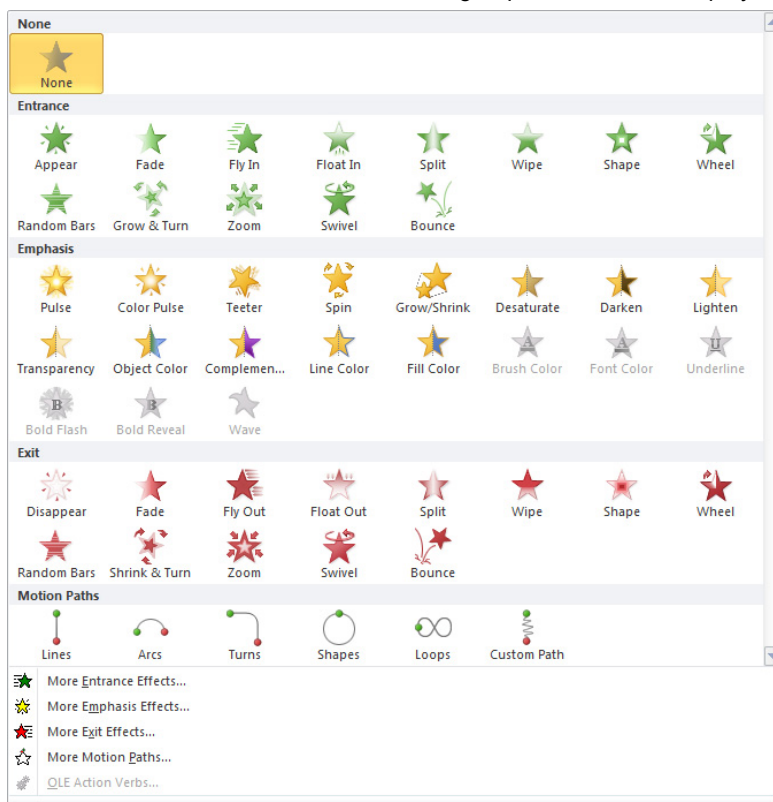 None
None
Entrance
Appear Fade Fly In Float In Split Wipe Shape Wheel
Random Bars Grow & Turn Zoom Swivel Bounce
Emphasis
Pulse Color Pulse Teeter Spin Grow/Shrink Desaturate Darken Lighten
Transparency Object Color Complemen... Line Color Fill Color Brush Color Font Color Underline
Bold Flash Bold Reveal Wave
Exit
Disappear Fade Fly Out Float Out Split Wipe Shape Wheel
Random Bars Shrink & Turn Zoom Swivel Bounce
Motion Paths
Lines Arcs Turns Shapes Loops Custom Path
More Entrance Effects...
More Emphasis Effects...
More Exit Effects...
More Motion Paths...
OLE Action Verbs...